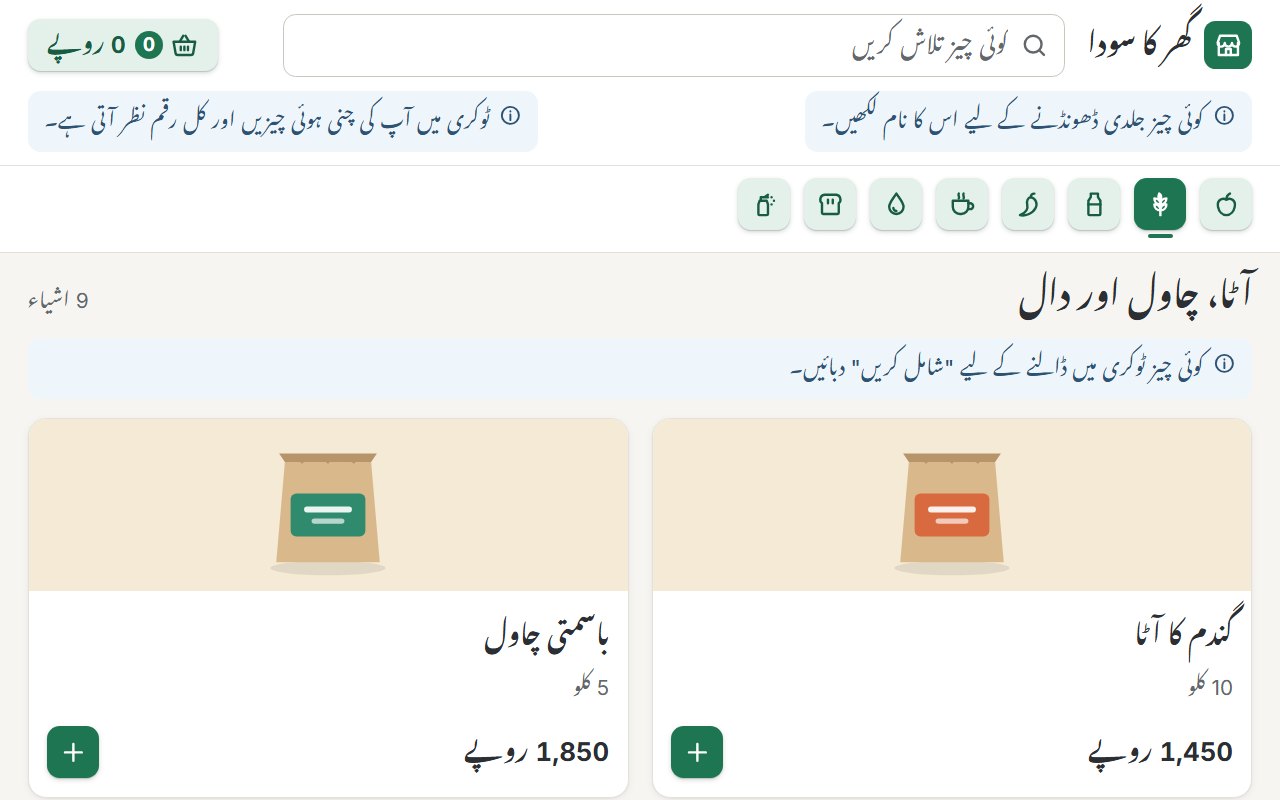 گھر کا سودا
کوئی چیز تلاش کریں
0 0 روپے
کوئی چیز جلدی ڈھونڈنے کے لیے اس کا نام لکھیں۔
ٹوکری میں آپ کی چنی ہوئی چیزیں اور کل رقم نظر آتی ہے۔
آٹا، چاول اور دال
9 اشیاء
کوئی چیز ٹوکری میں ڈالنے کے لیے "شامل کریں" دبائیں۔
گندم کا آٹا
10 کلو
1,450 روپے
باسمتی چاول
5 کلو
1,850 روپے